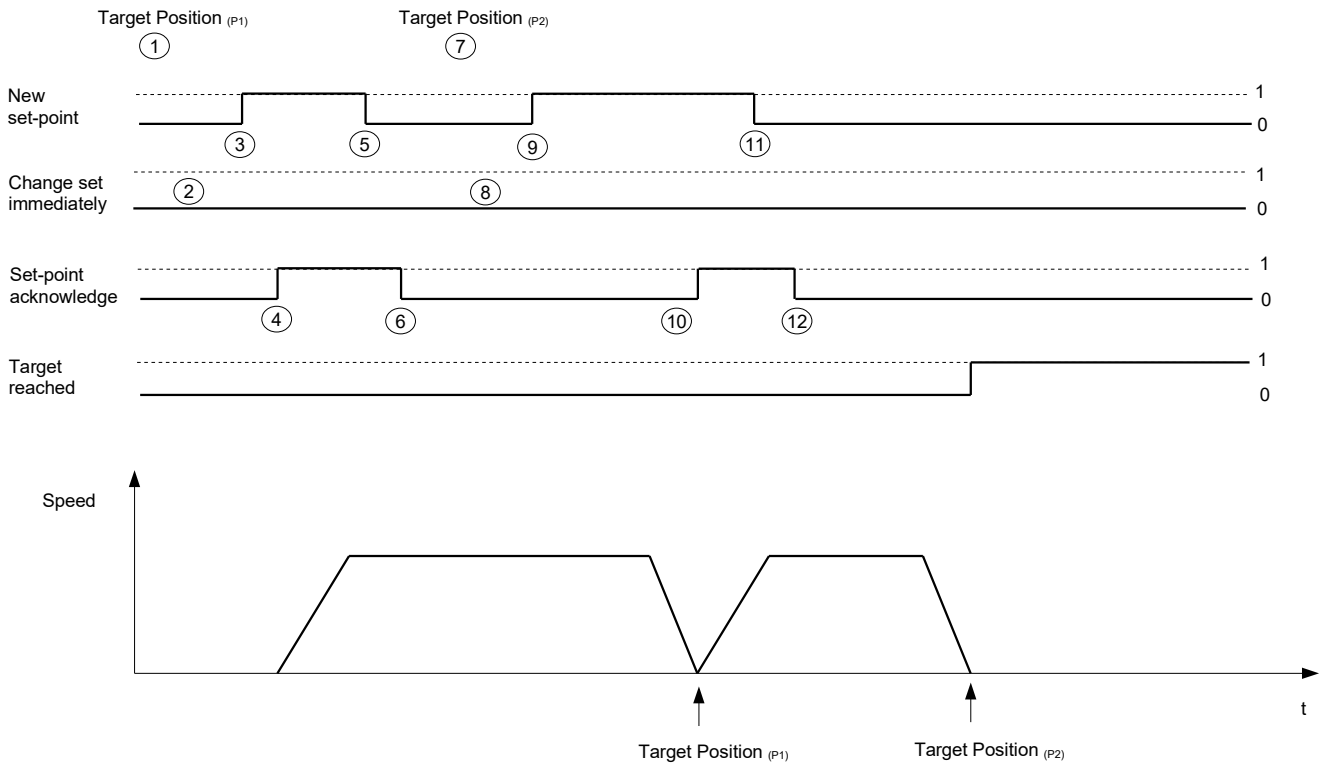 Target Position (P1)
Target Position (P2)
1
7
New
set-point
1
0
3
5
9
11
Change set
immediately
2
8
1
0
Set-point
acknowledge
1
0
4
6
10
12
Target
reached
1
0
Speed
t
Target Position (P1)
Target Position (P2)